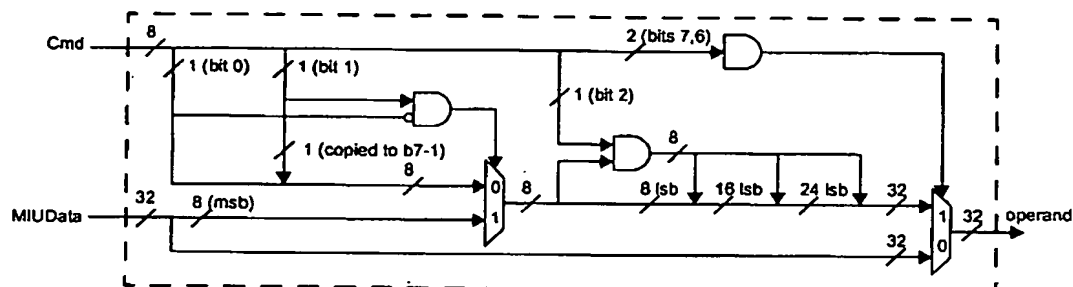 Cmd
8
2 (bits 7,6)
1 (bit 0)
1 (bit 1)
1 (bit 2)
1 (copied to b7-1)
8
8
0
1
8
8 lsb
16 lsb
24 lsb
32
MIUData
32
8 (msb)
1
0
32
operand
32